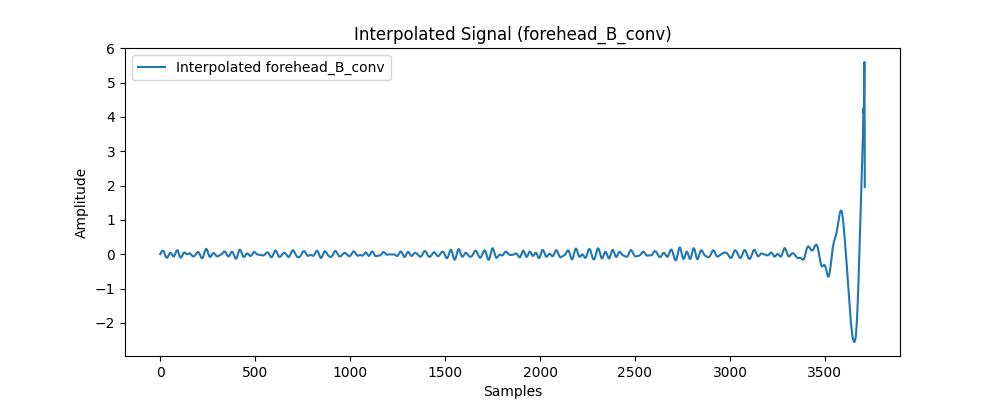 Interpolated Signal (forehead_B_conv)
Interpolated forehead_B_conv
6
5
4
3
2
1
0
−1
−2
Amplitude
0 500 1000 1500 2000 2500 3000 3500
Samples